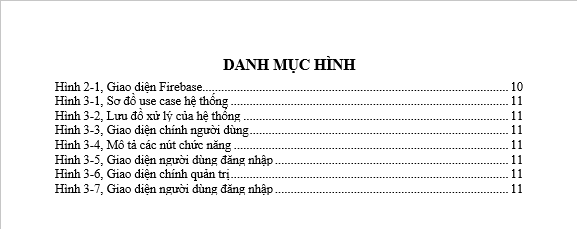 DANH MỤC HÌNH
Hình 2-1, Giao diện Firebase.......... 10
Hình 3-1, Sơ đồ use case hệ thống .......... 11
Hình 3-2, Lưu đồ xử lý của hệ thống .......... 11
Hình 3-3, Giao diện chính người dùng.......... 11
Hình 3-4, Mô tả các nút chức năng .......... 11
Hình 3-5, Giao diện người dùng đăng nhập .......... 11
Hình 3-6, Giao diện chính quản trị.......... 11
Hình 3-7, Giao diện người dùng đăng nhập .......... 11